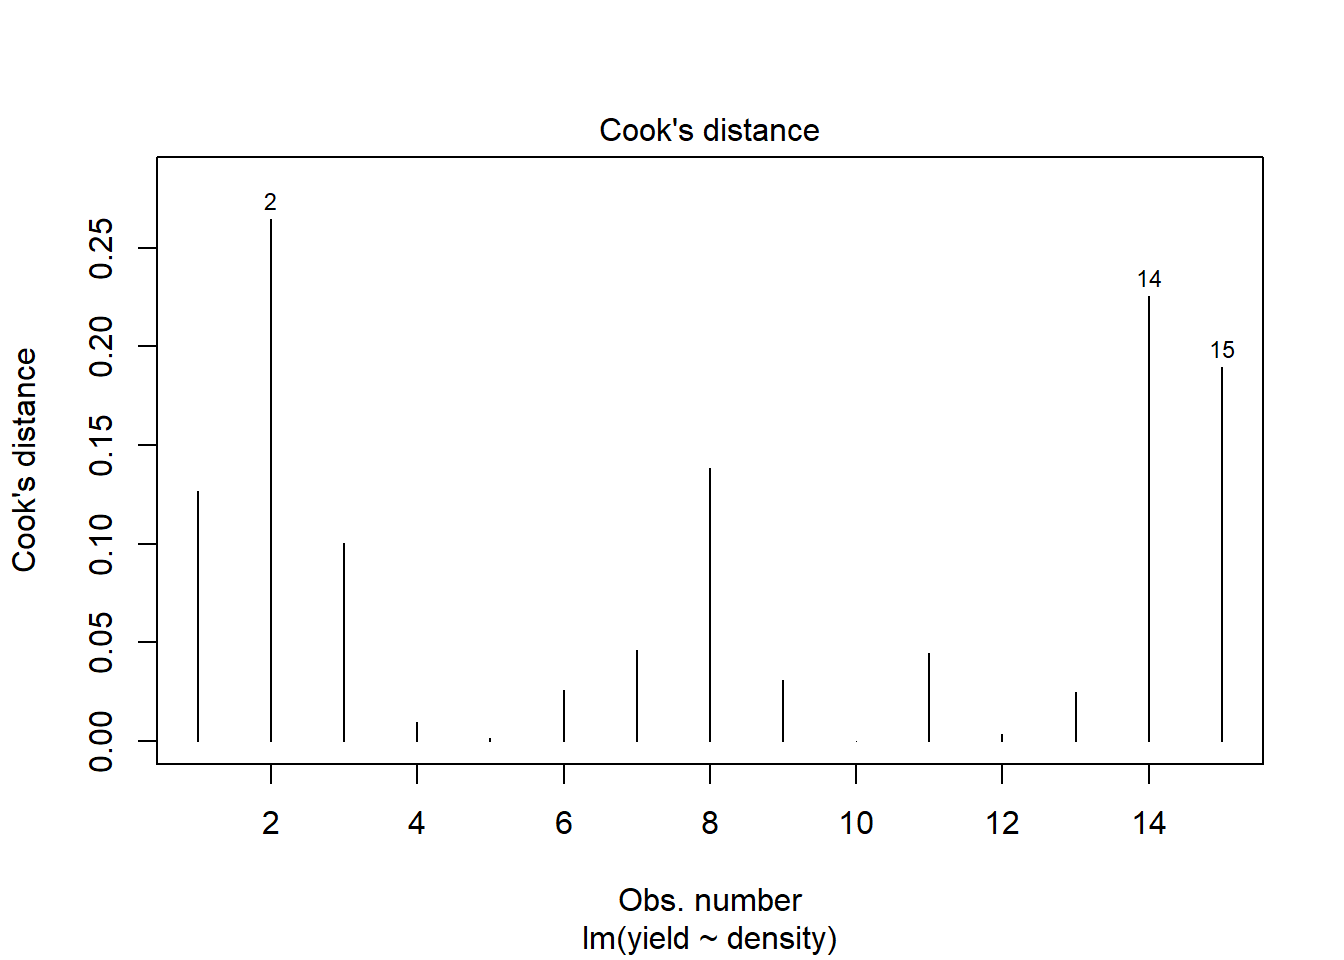 Cook's distance
2
14
15
Cook's distance
0.25
0.20
0.15
0.10
0.05
0.00
2 4 6 8 10 12 14
Obs. number
lm(yield ~ density)